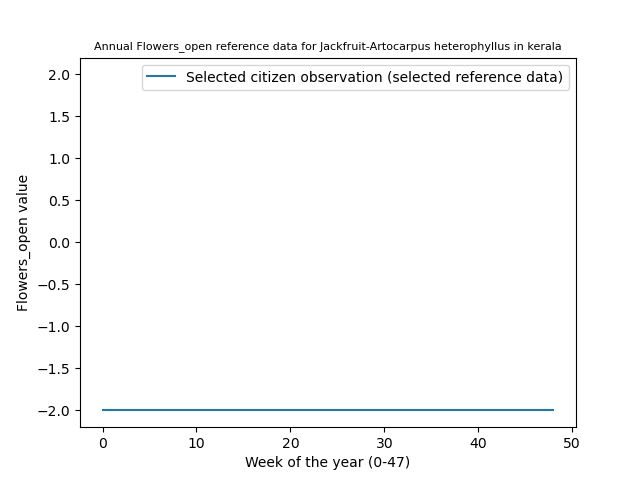 Annual Flowers_open reference data for Jackfruit-Artocarpus heterophyllus in kerala
Selected citizen observation (selected reference data)
2.0
1.5
1.0
0.5
0.0
−0.5
−1.0
−1.5
−2.0
Flowers_open value
0 10 20 30 40 50
Week of the year (0-47)